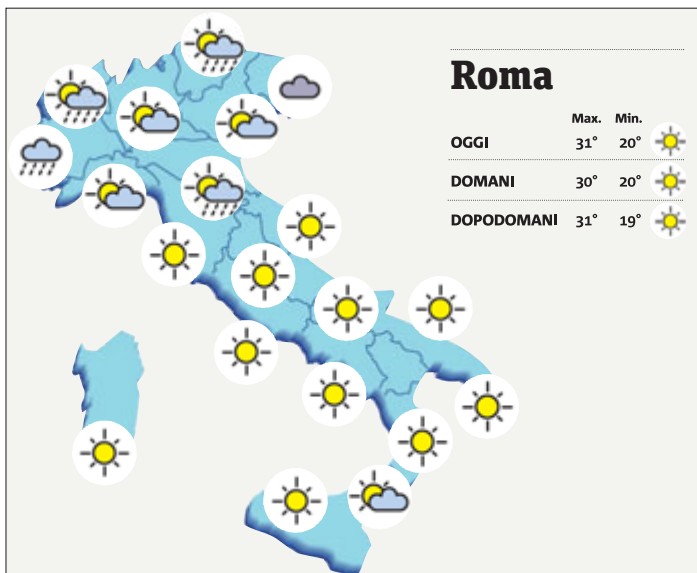 Roma
Max. Min.
OGGI 31° 20°
DOMANI 30° 20°
DOPODOMANI 31° 19°